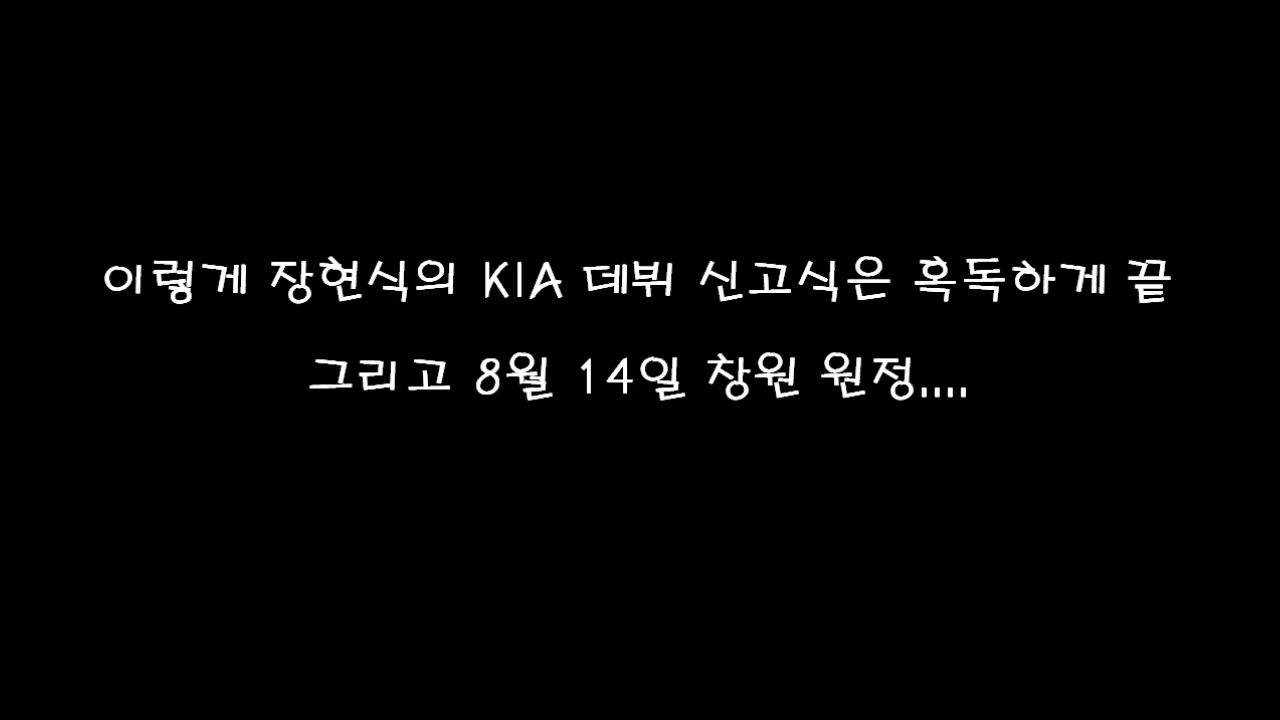 이렇게 장현식의 KIA 데뷔 신고식은 혹독하게 끝
그리고 8월 14일 창원 원정....